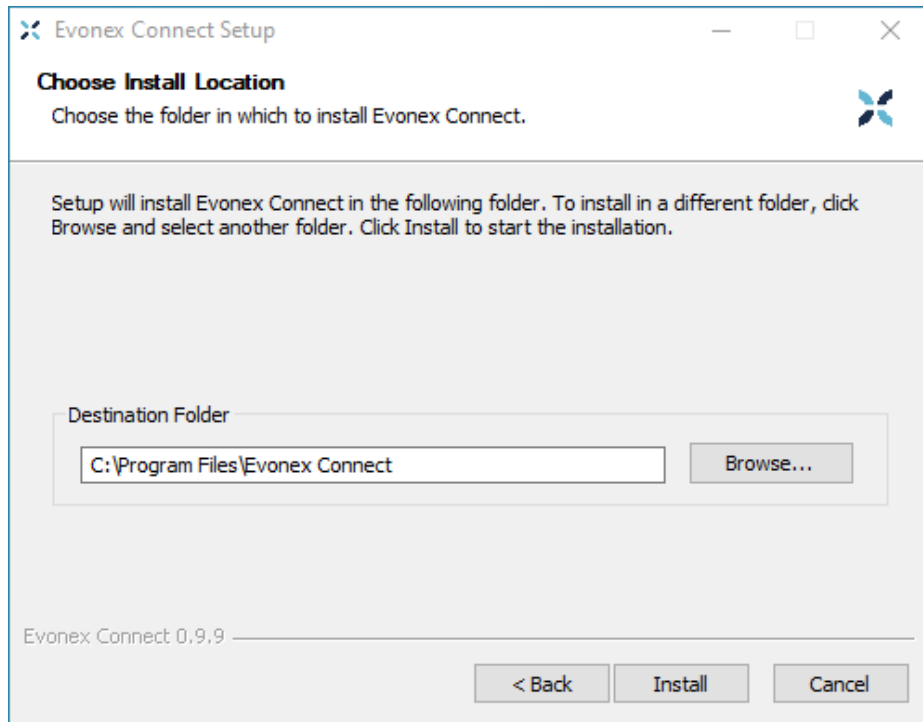 Evonex Connect Setup
Choose Install Location
Choose the folder in which to install Evonex Connect.
Setup will install Evonex Connect in the following folder. To install in a different folder, click
Browse and select another folder. Click Install to start the installation.
Destination Folder
C:\Program Files\Evonex Connect
Browse...
Evonex Connect 0.9.9
< Back
Install
Cancel